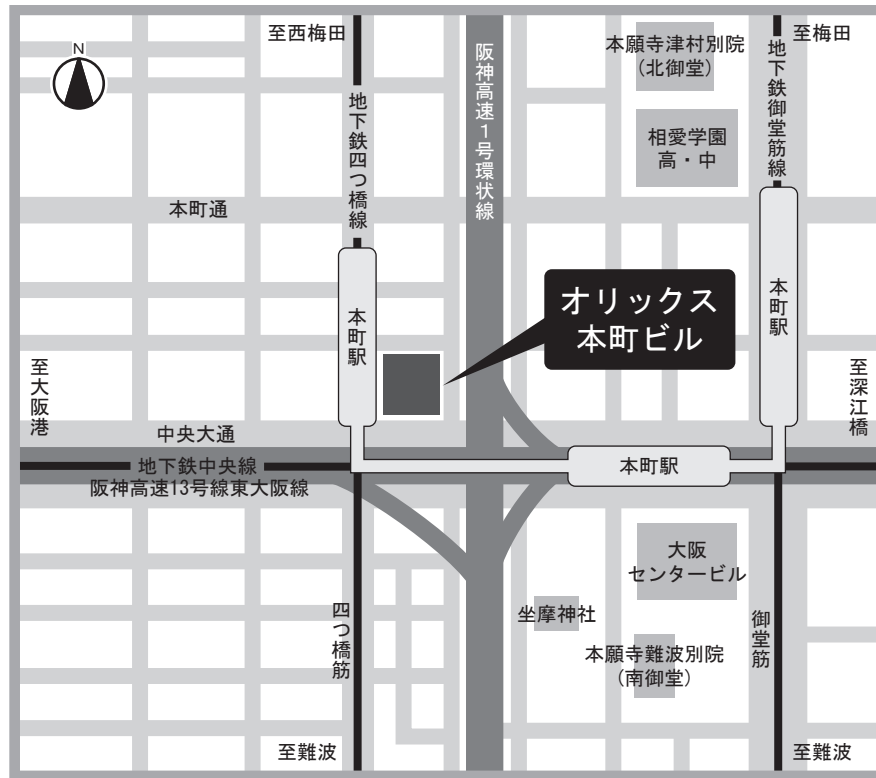 至西梅田
至梅田
N
本願寺津村別院
(北御堂)
地下鉄四つ橋線
阪神高速1号環状線
地下鉄御堂筋線
相愛学園
高・中
本町通
オリックス
本町ビル
本町駅
本町駅
至大阪港
至深江橋
中央大通
地下鉄中央線
阪神高速13号線東大阪線
本町駅
大阪
センタービル
坐摩神社
四つ橋筋
御堂筋
本願寺難波別院
(南御堂)
至難波
至難波